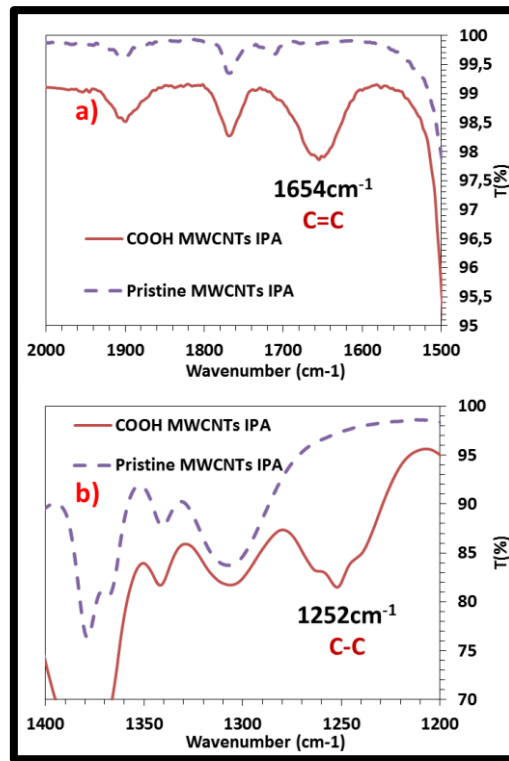 100
99,5
99
98,5
98
97,5
97
96,5
96
95,5
95
T(%)
a)
1654cm-1
C=C
COOH MWCNTs IPA
Pristine MWCNTs IPA
2000 1900 1800 1700 1600 1500
Wavenumber (cm-1)
100
95
90
85
80
75
70
T(%)
COOH MWCNTs IPA
Pristine MWCNTs IPA
b)
1252cm-1
C-C
1400 1350 1300 1250 1200
Wavenumber (cm-1)